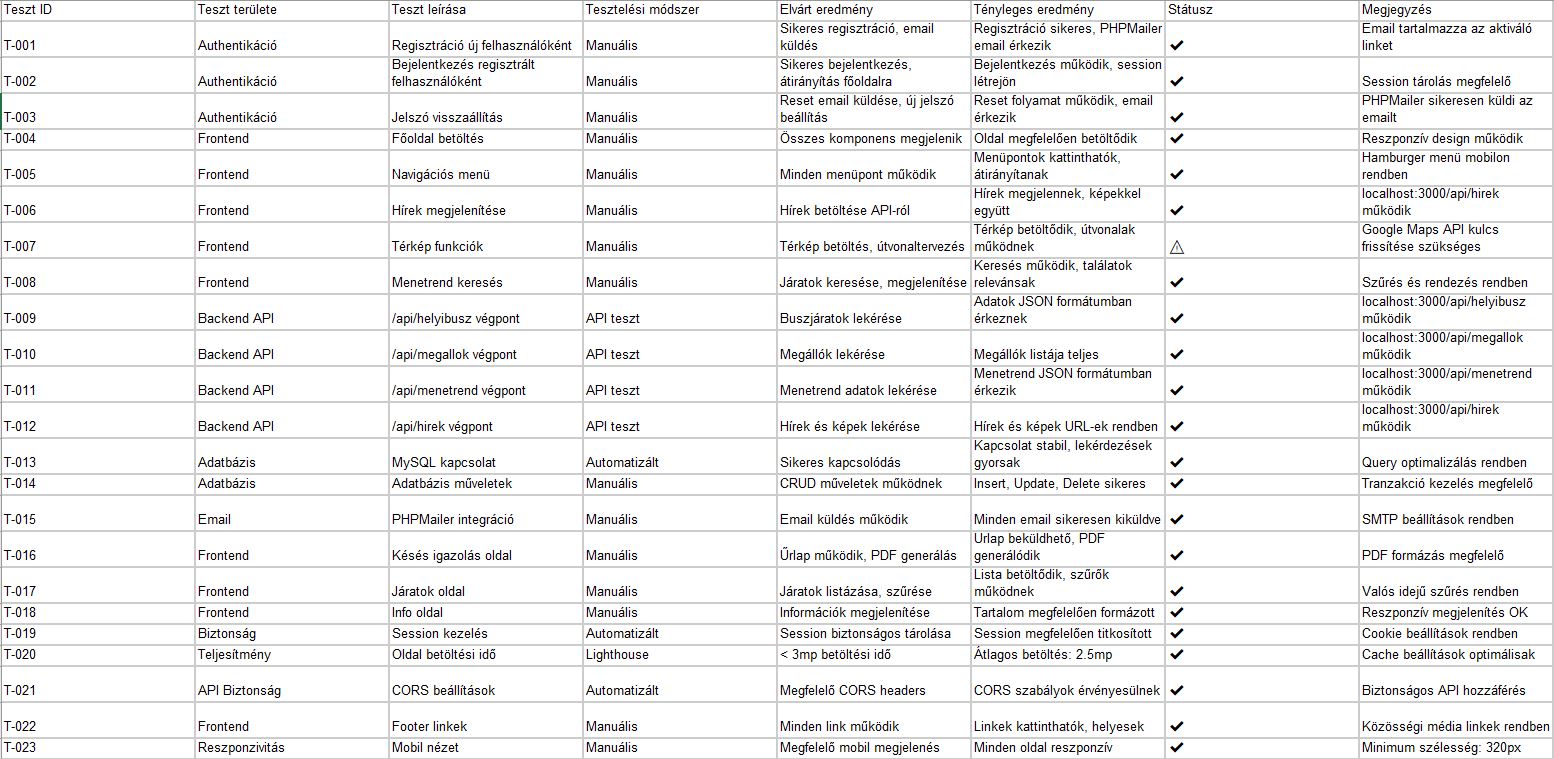 Teszt ID Teszt területe Teszt leírása Tesztelési módszer Elvárt eredmény Tényleges eredmény Státusz Megjegyzés
T-001 Authentikáció Regisztráció új felhasználóként Manuális Sikeres regisztráció, email küldés Regisztráció sikeres, PHPMailer email érkezik ✔ Email tartalmazza az aktiváló linket
T-002 Authentikáció Bejelentkezés regisztrált felhasználóként Manuális Sikeres bejelentkezés, átirányítás főoldalra Bejelentkezés működik, session létrejön ✔ Session tárolás megfelelő
T-003 Authentikáció Jelszó visszaállítás Manuális Reset email küldése, új jelszó beállítás Reset folyamat működik, email érkezik ✔ PHPMailer sikeresen küldi az emailt
T-004 Frontend Főoldal betöltés Manuális Összes komponens megjelenik Oldal megfelelően betöltődik ✔ Reszponzív design működik
T-005 Frontend Navigációs menü Manuális Minden menüpont működik Menüpontok kattinthatók, átirányítanak ✔ Hamburger menü mobilon rendben
T-006 Frontend Hírek megjelenítése Manuális Hírek betöltése API-ról Hírek megjelennek, képekkel együtt ✔ localhost:3000/api/hirek működik
T-007 Frontend Térkép funkciók Manuális Térkép betöltés, útvonaltervezés Térkép betöltődik, útvonalak működnek ⚠ Google Maps API kulcs frissítése szükséges
T-008 Frontend Menetrend keresés Manuális Járatok keresése, megjelenítése Keresés működik, találatok relevánsak ✔ Szűrés és rendezés rendben
T-009 Backend API /api/helyibusz végpont API teszt Buszjáratok lekérése Adatok JSON formátumban érkeznek ✔ localhost:3000/api/helyibusz működik
T-010 Backend API /api/megallok végpont API teszt Megállók lekérése Megállók listája teljes ✔ localhost:3000/api/megallok működik
T-011 Backend API /api/menetrend végpont API teszt Menetrend adatok lekérése Menetrend JSON formátumban érkezik ✔ localhost:3000/api/menetrend működik
T-012 Backend API /api/hirek végpont API teszt Hírek és képek lekérése Hírek és képek URL-ek rendben ✔ localhost:3000/api/hirek működik
T-013 Adatbázis MySQL kapcsolat Automatizált Sikeres kapcsolódás Kapcsolat stabil, lekérdezések gyorsak ✔ Query optimalizálás rendben
T-014 Adatbázis Adatbázis műveletek Manuális CRUD műveletek működnek Insert, Update, Delete sikeres ✔ Tranzakció kezelés megfelelő
T-015 Email PHPMailer integráció Manuális Email küldés működik Minden email sikeresen kiküldve ✔ SMTP beállítások rendben
T-016 Frontend Késés igazolás oldal Manuális Űrlap működik, PDF generálás Urlap beküldhető, PDF generálódik ✔ PDF formázás megfelelő
T-017 Frontend Járatok oldal Manuális Járatok listázása, szűrése Lista betöltődik, szűrők működnek ✔ Valós idejű szűrés rendben
T-018 Frontend Info oldal Manuális Információk megjelenítése Tartalom megfelelően formázott ✔ Reszponzív megjelenítés OK
T-019 Biztonság Session kezelés Automatizált Session biztonságos tárolása Session megfelelően titkosított ✔ Cookie beállítások rendben
T-020 Teljesítmény Oldal betöltési idő Lighthouse < 3mp betöltési idő Átlagos betöltés: 2.5mp ✔ Cache beállítások optimálisak
T-021 API Biztonság CORS beállítások Automatizált Megfelelő CORS headers CORS szabályok érvényesülnek ✔ Biztonságos API hozzáférés
T-022 Frontend Footer linkek Manuális Minden link működik Linkek kattinthatók, helyesek ✔ Közösségi média linkek rendben
T-023 Reszponzivitás Mobil nézet Manuális Megfelelő mobil megjelenés Minden oldal reszponzív ✔ Minimum szélesség: 320px